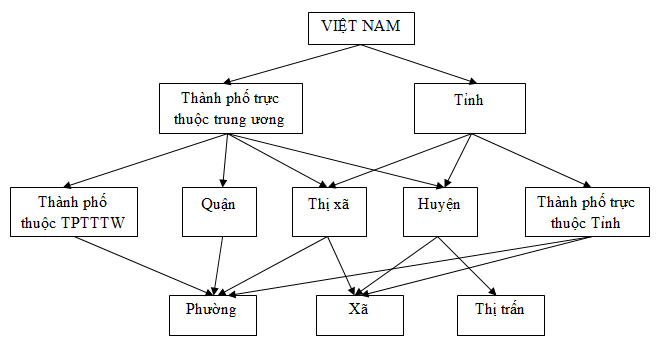 VIỆT NAM
Thành phố trực
thuộc trung ương
Tỉnh
Thành phố
thuộc TPTTTW
Quận
Thị xã
Huyện
Thành phố trực
thuộc Tỉnh
Phường
Xã
Thị trấn